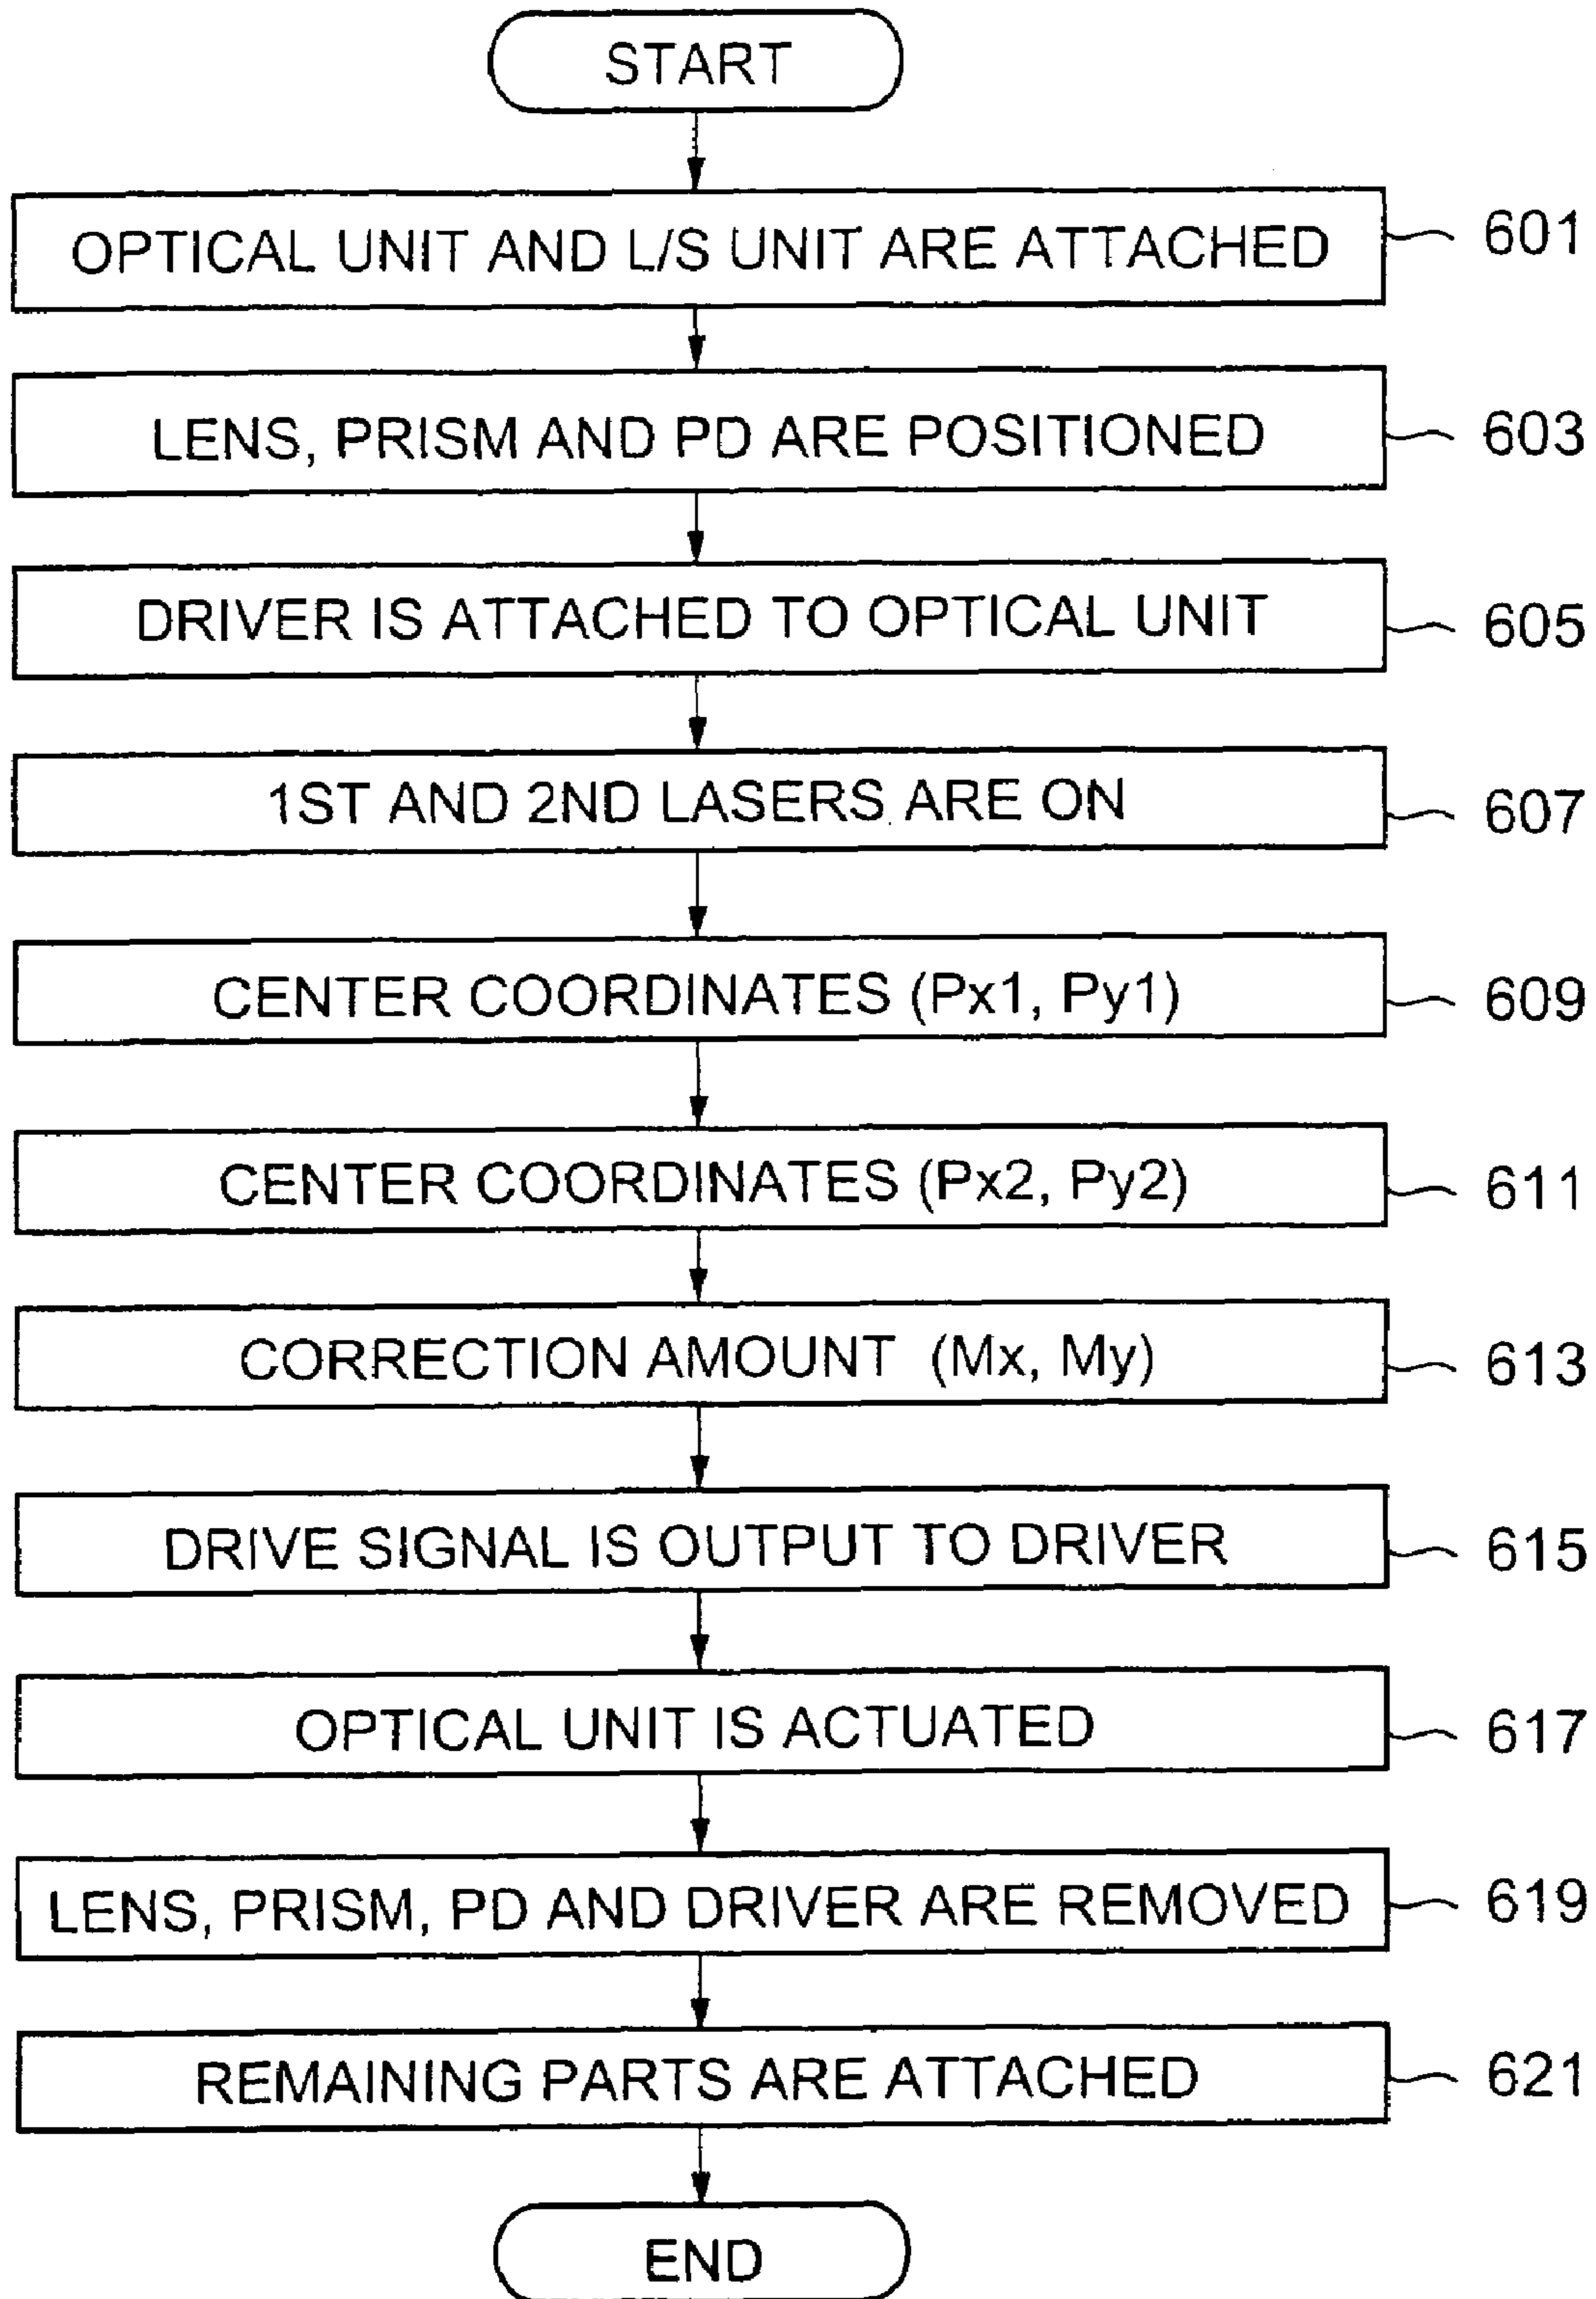 START
OPTICAL UNIT AND L/S UNIT ARE ATTACHED 601
LENS, PRISM AND PD ARE POSITIONED 603
DRIVER IS ATTACHED TO OPTICAL UNIT 605
1ST AND 2ND LASERS ARE ON 607
CENTER COORDINATES (Px1, Py1) 609
CENTER COORDINATES (Px2, Py2) 611
CORRECTION AMOUNT (Mx, My) 613
DRIVE SIGNAL IS OUTPUT TO DRIVER 615
OPTICAL UNIT IS ACTUATED 617
LENS, PRISM, PD AND DRIVER ARE REMOVED 619
REMAINING PARTS ARE ATTACHED 621
END